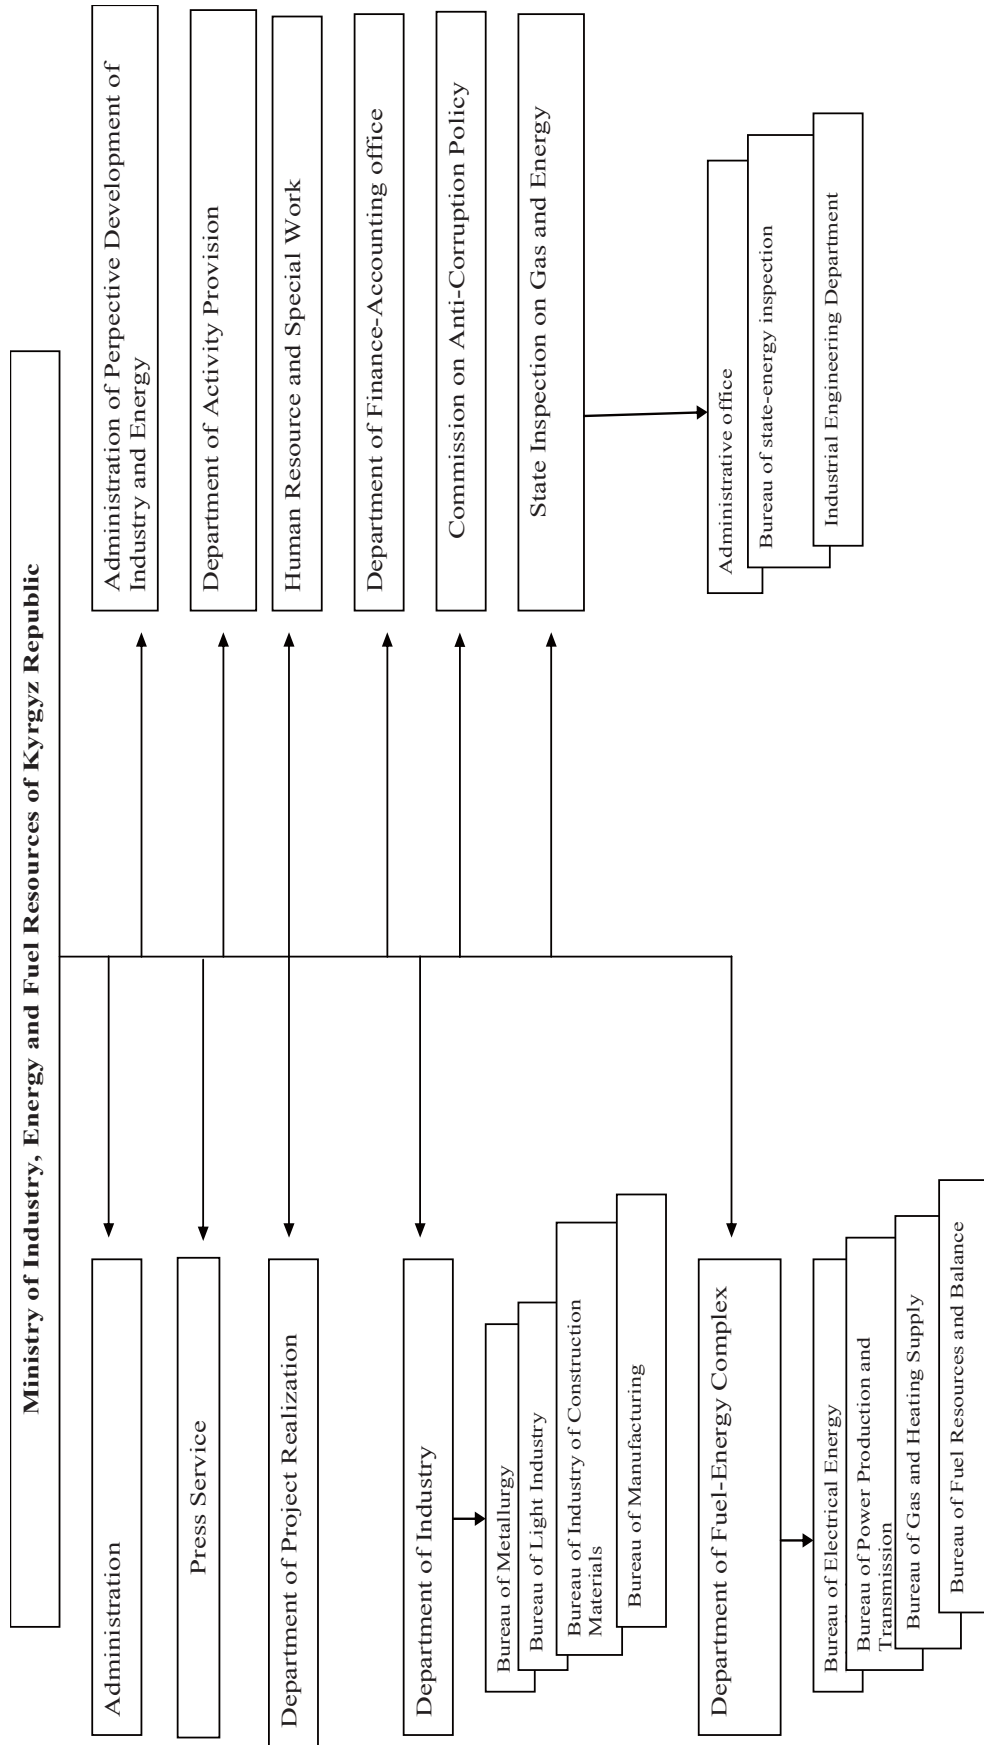 Ministry of Industry, Energy and Fuel Resources of Kyrgyz Republic
Administration
Press Service
Department of Project Realization
Department of Industry
Bureau of Metallurgy
Bureau of Light Industry
Bureau of Industry of Construction
Materials
Bureau of Manufacturing
Department of Fuel-Energy Complex
Bureau of Electrical Energy
Bureau of Power Production and
Transmission
Bureau of Gas and Heating Supply
Bureau of Fuel Resources and Balance
Administration of Perpective Development of
Industry and Energy
Department of Activity Provision
Human Resource and Special Work
Department of Finance-Accounting office
Commission on Anti-Corruption Policy
State Inspection on Gas and Energy
Administrative office
Bureau of state-energy inspection
Industrial Engineering Department